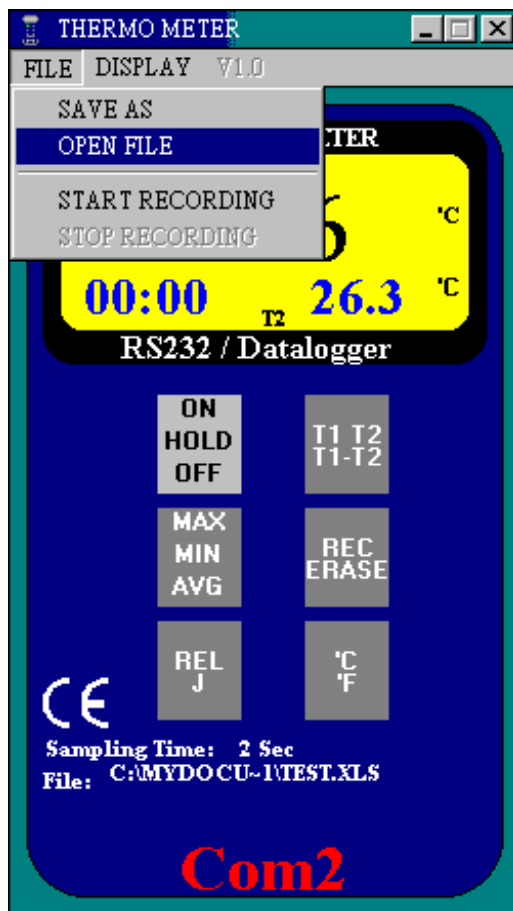 THERMO METER
FILE DISPLAY V1.0
SAVE AS
OPEN FILE
START RECORDING
STOP RECORDING
'C
00:00 T2 26.3 'C
RS232 / Datalogger
ON
HOLD
OFF
T1 T2
T1-T2
MAX
MIN
AVG
REC
ERASE
REL
J
'C
'F
CE
Sampling Time: 2 Sec
File: C:\MYDOCU~1\TEST.XLS
Com2